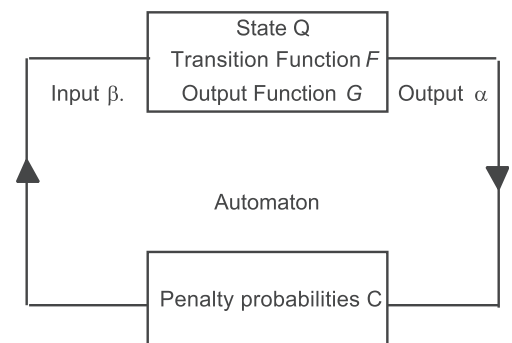 State Q
Transition Function F
Input β.
Output Function G
Output α
Automaton
Penalty probabilities C